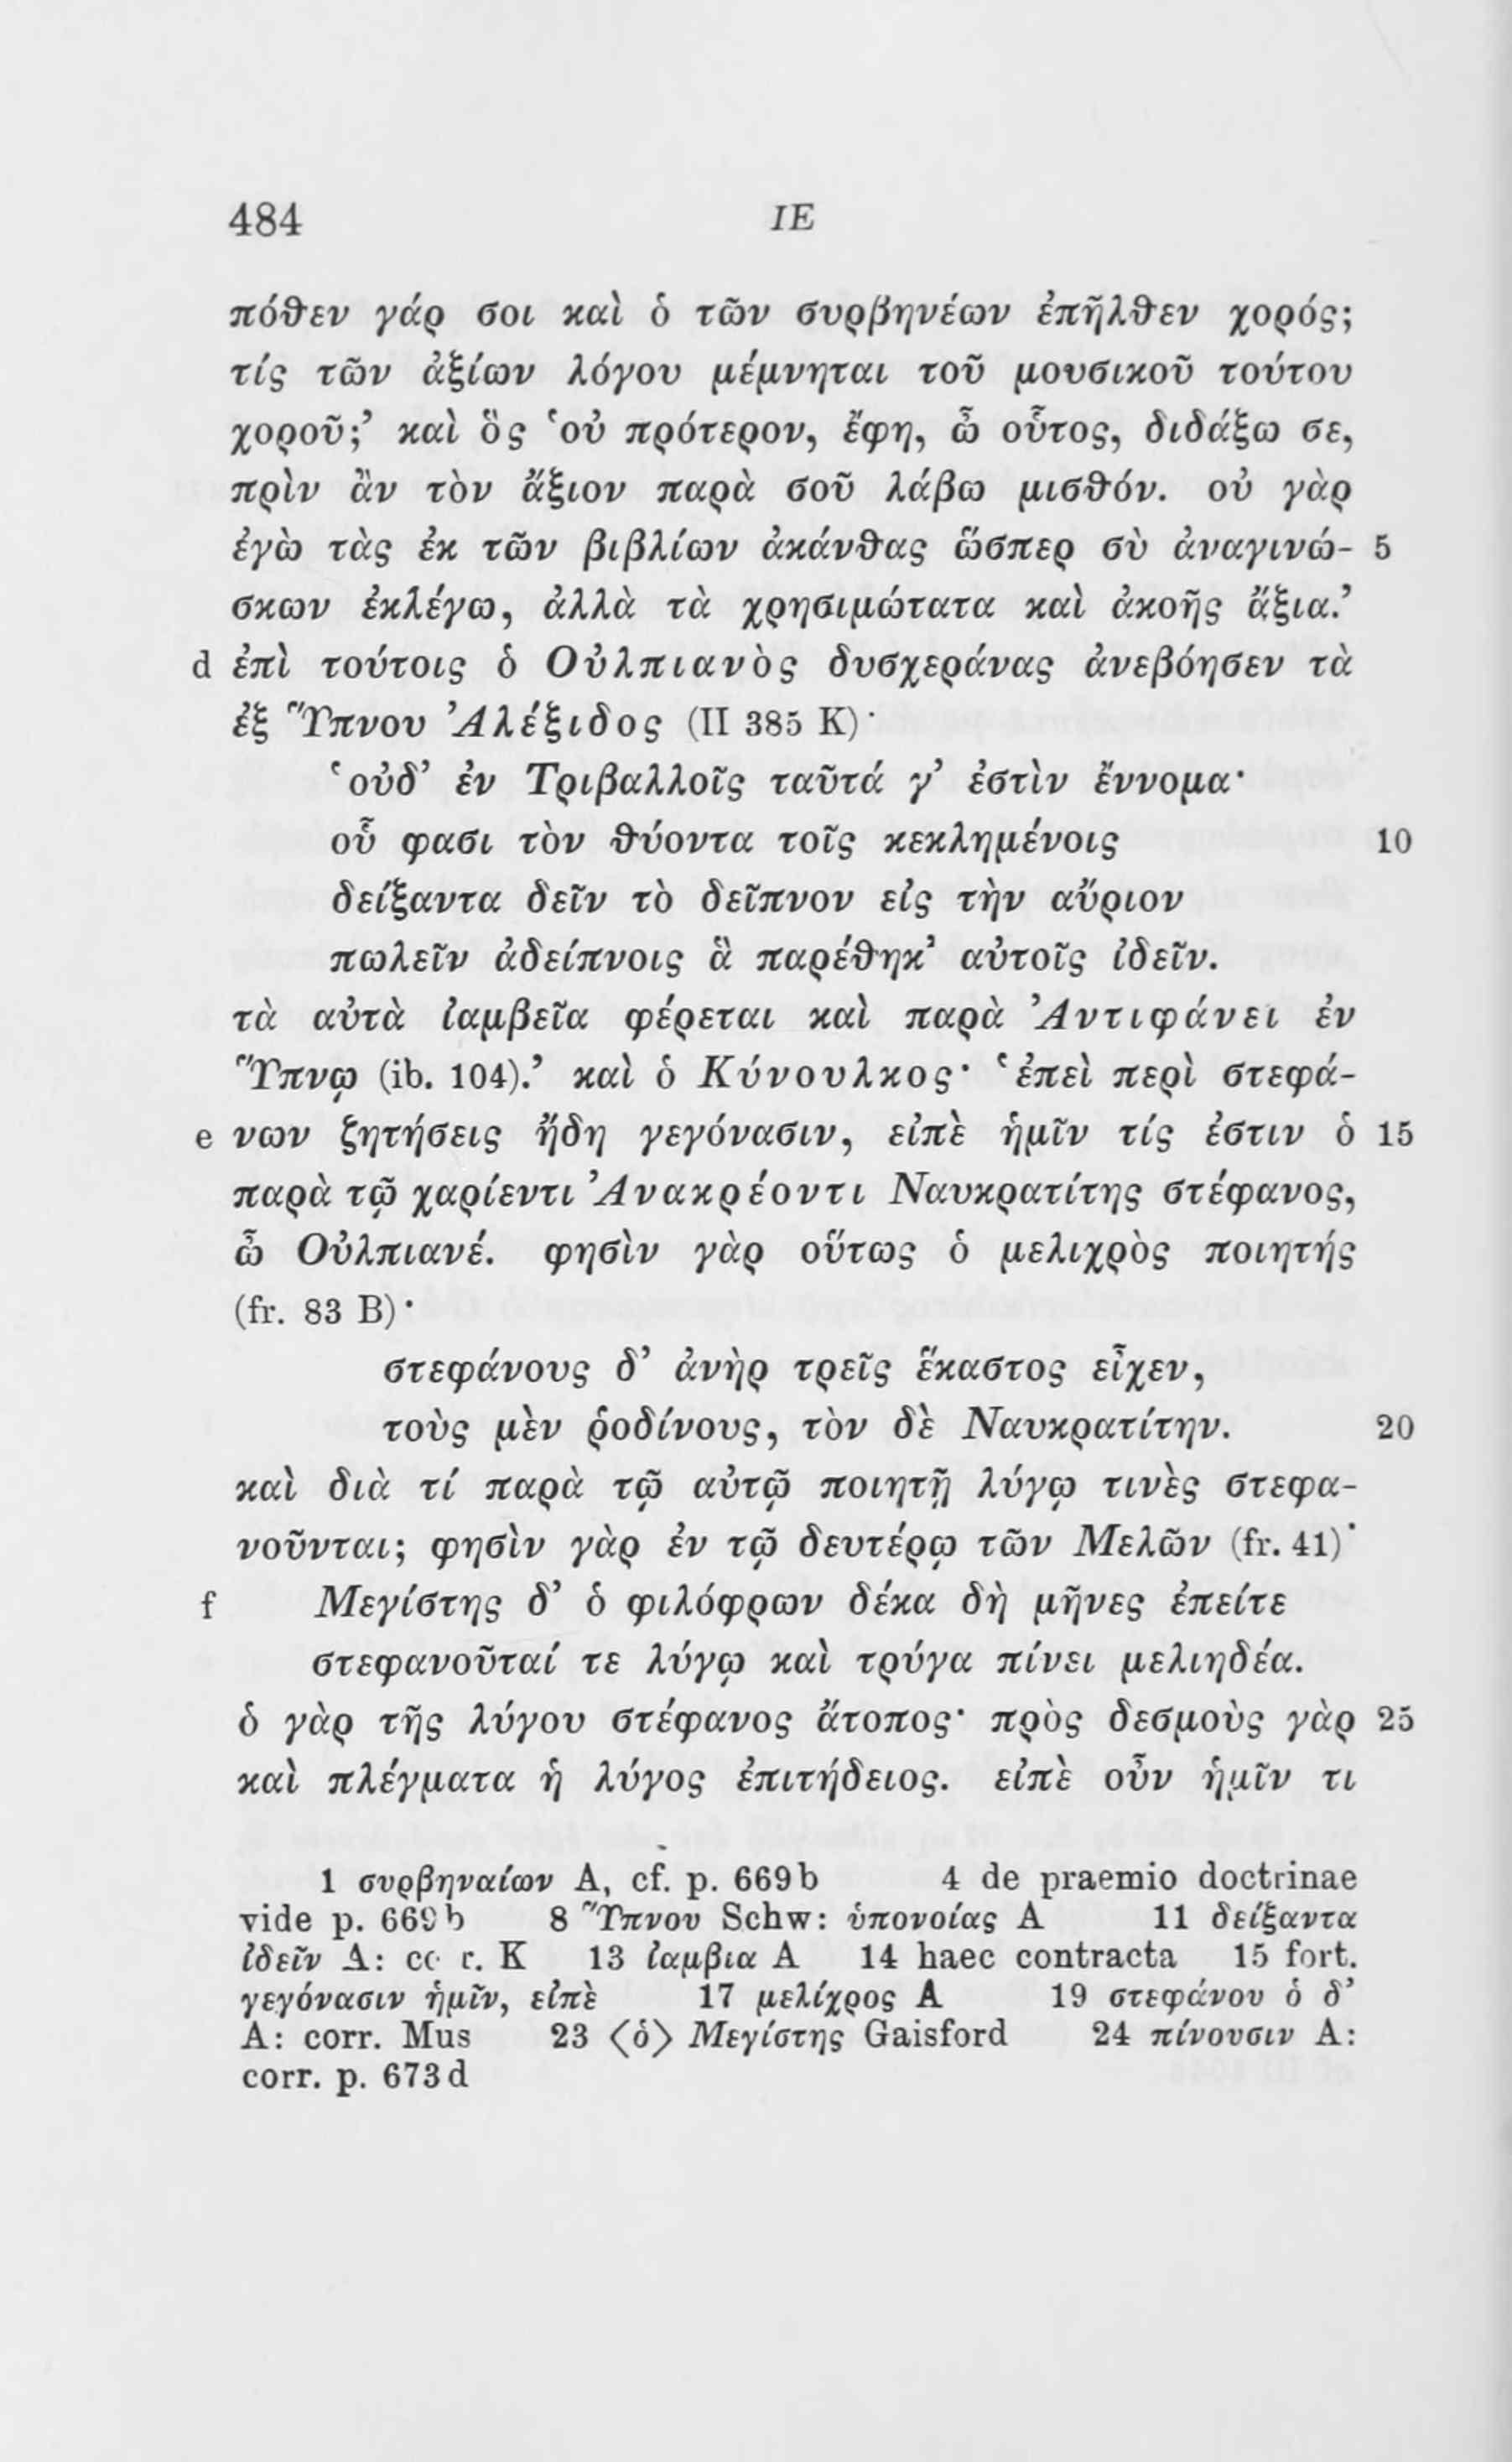 484 ΙΕ
πόθεν γάρ σοι καὶ ὁ τῶν συρβηνέων ἐπῆλθεν χορός;
τίς τῶν ἀξίων λόγου μέμνηται τοῦ μουσικοῦ τούτου
χοροῦ;’ καὶ ὃς ‘οὐ πρότερον, ἔφη, ὦ οὗτος, διδάξω σε,
πρὶν ἂν τὸν ἄξιον παρὰ σοῦ λάβω μισθόν. οὐ γὰρ
ἐγὼ τὰς ἐκ τῶν βιβλίων ἀκάνθας ὥσπερ σὺ ἀναγινώ- 5
σκων ἐκλέγω, ἀλλὰ τὰ χρησιμώτατα καὶ ἀκοῆς ἄξια.’
d ἐπὶ τούτοις ὁ Οὐλπιανὸς δυσχεράνας ἀνεβόησεν τὰ
ἐξ Ὕπνου Ἀλέξιδος (II 385 K)·
‘οὐδ’ ἐν Τριβαλλοῖς ταῦτά γ’ ἐστὶν ἔννομα·
οὗ φασι τὸν θύοντα τοῖς κεκλημένοις 10
δείξαντα δεῖν τὸ δεῖπνον εἰς τὴν αὔριον
πωλεῖν ἀδείπνοις ἃ παρέθηκ’ αὐτοῖς ἰδεῖν.
τὰ αὐτὰ ἰαμβεῖα φέρεται καὶ παρὰ Ἀντιφάνει ἐν
Ὕπνῳ (ib. 104).’ καὶ ὁ Κύνουλκος· ‘ἐπεὶ περὶ στεφά-
e νων ζητήσεις ἤδη γεγόνασιν, εἰπὲ ἡμῖν τίς ἐστιν ὁ 15
παρὰ τῷ χαρίεντι Ἀνακρέοντι Ναυκρατίτης στέφανος,
ὦ Οὐλπιανέ. φησὶν γὰρ οὕτως ὁ μελιχρὸς ποιητής
(fr. 83 B)·
στεφάνους δ’ ἀνὴρ τρεῖς ἕκαστος εἶχεν,
τοὺς μὲν ῥοδίνους, τὸν δὲ Ναυκρατίτην. 20
καὶ διὰ τί παρὰ τῷ αὐτῷ ποιητῇ λύγῳ τινὲς στεφα-
νοῦνται; φησὶν γὰρ ἐν τῷ δευτέρῳ τῶν Μελῶν (fr. 41)·
f Μεγίστης δ’ ὁ φιλόφρων δέκα δὴ μῆνες ἐπείτε
στεφανοῦταί τε λύγῳ καὶ τρύγα πίνει μελιηδέα.
ὁ γὰρ τῆς λύγου στέφανος ἄτοπος· πρὸς δεσμοὺς γὰρ 25
καὶ πλέγματα ἡ λύγος ἐπιτήδειος. εἰπὲ οὖν ἡμῖν τι
1 συρβηναίων A, cf. p. 669b 4 de praemio doctrinae
vide p. 669b 8 Ὕπνου Schw: ὑπονοίας A 11 δείξαντα
ἰδεῖν A: corr. K 13 ἰαμβια A 14 haec contracta 15 fort.
γεγόνασιν ἡμῖν, εἰπὲ 17 μελίχρος A 19 στεφάνου ὁ δ’
A: corr. Mus 23 〈ὁ〉 Μεγίστης Gaisford 24 πίνουσιν A:
corr. p. 673d